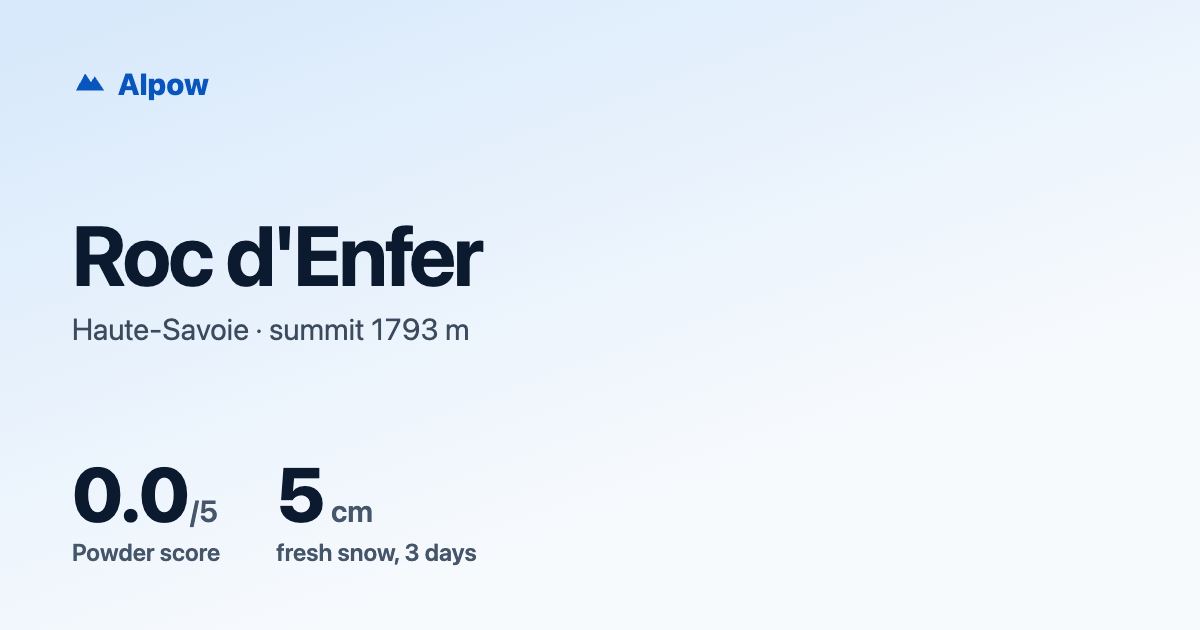 Alpow
Roc d'Enfer
Haute-Savoie · summit 1793 m
0.0/5 5 cm
Powder score fresh snow, 3 days